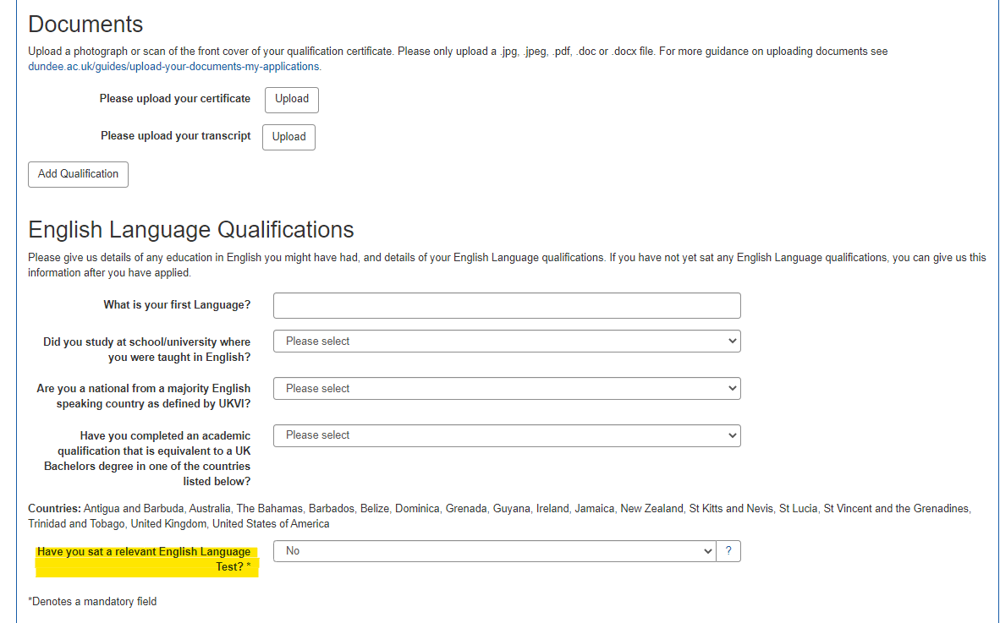 Documents
Upload a photograph or scan of the front cover of your qualification certificate. Please only upload a .jpg, .jpeg, .pdf, .doc or .docx file. For more guidance on uploading documents see
dundee.ac.uk/guides/upload-your-documents-my-applications.
Please upload your certificate
Upload
Please upload your transcript
Upload
Add Qualification
English Language Qualifications
Please give us details of any education in English you might have had, and details of your English Language qualifications. If you have not yet sat any English Language qualifications, you can give us this
information after you have applied.
What is your first Language?
Did you study at school/university where
you were taught in English?
Please select
Are you a national from a majority English
speaking country as defined by UKVI?
Please select
Have you completed an academic
qualification that is equivalent to a UK
Bachelors degree in one of the countries
listed below?
Please select
Countries: Antigua and Barbuda, Australia, The Bahamas, Barbados, Belize, Dominica, Grenada, Guyana, Ireland, Jamaica, New Zealand, St Kitts and Nevis, St Lucia, St Vincent and the Grenadines,
Trinidad and Tobago, United Kingdom, United States of America
Have you sat a relevant English Language
Test? *
No
?
*Denotes a mandatory field